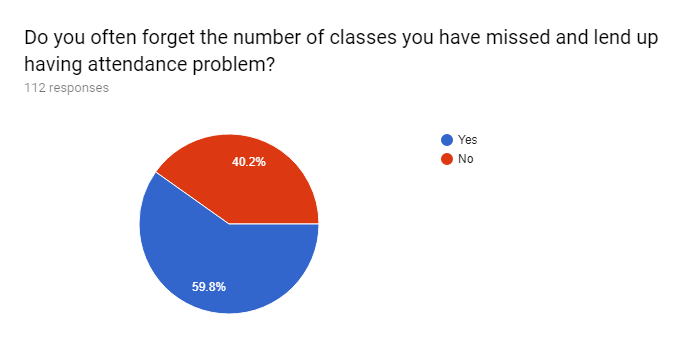 Do you often forget the number of classes you have missed and lend up
having attendance problem?
112 responses
Yes
No
40.2%
59.8%